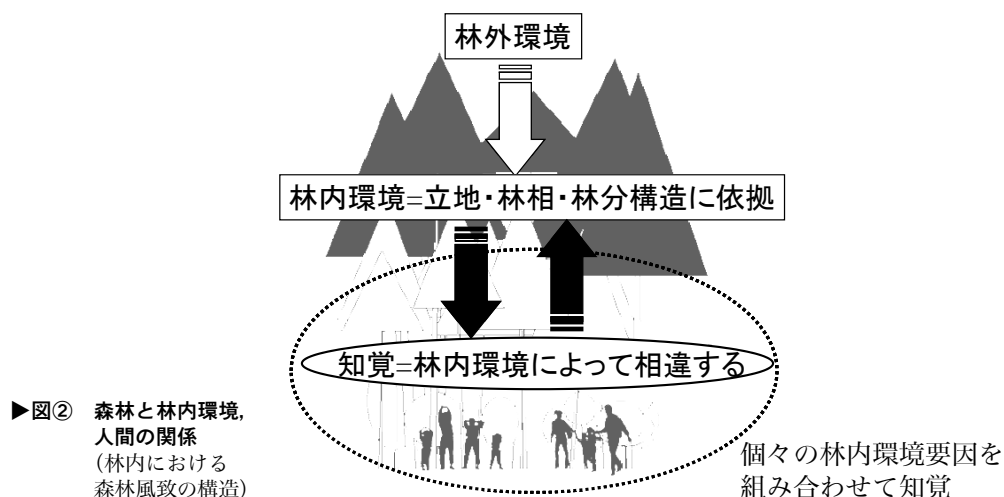 林外環境
林内環境=立地・林相・林分構造に依拠
知覚=林内環境によって相違する
▶図② 森林と林内環境,
人間の関係
(林内における
森林風致の構造)
個々の林内環境要因を
組み合わせて知覚